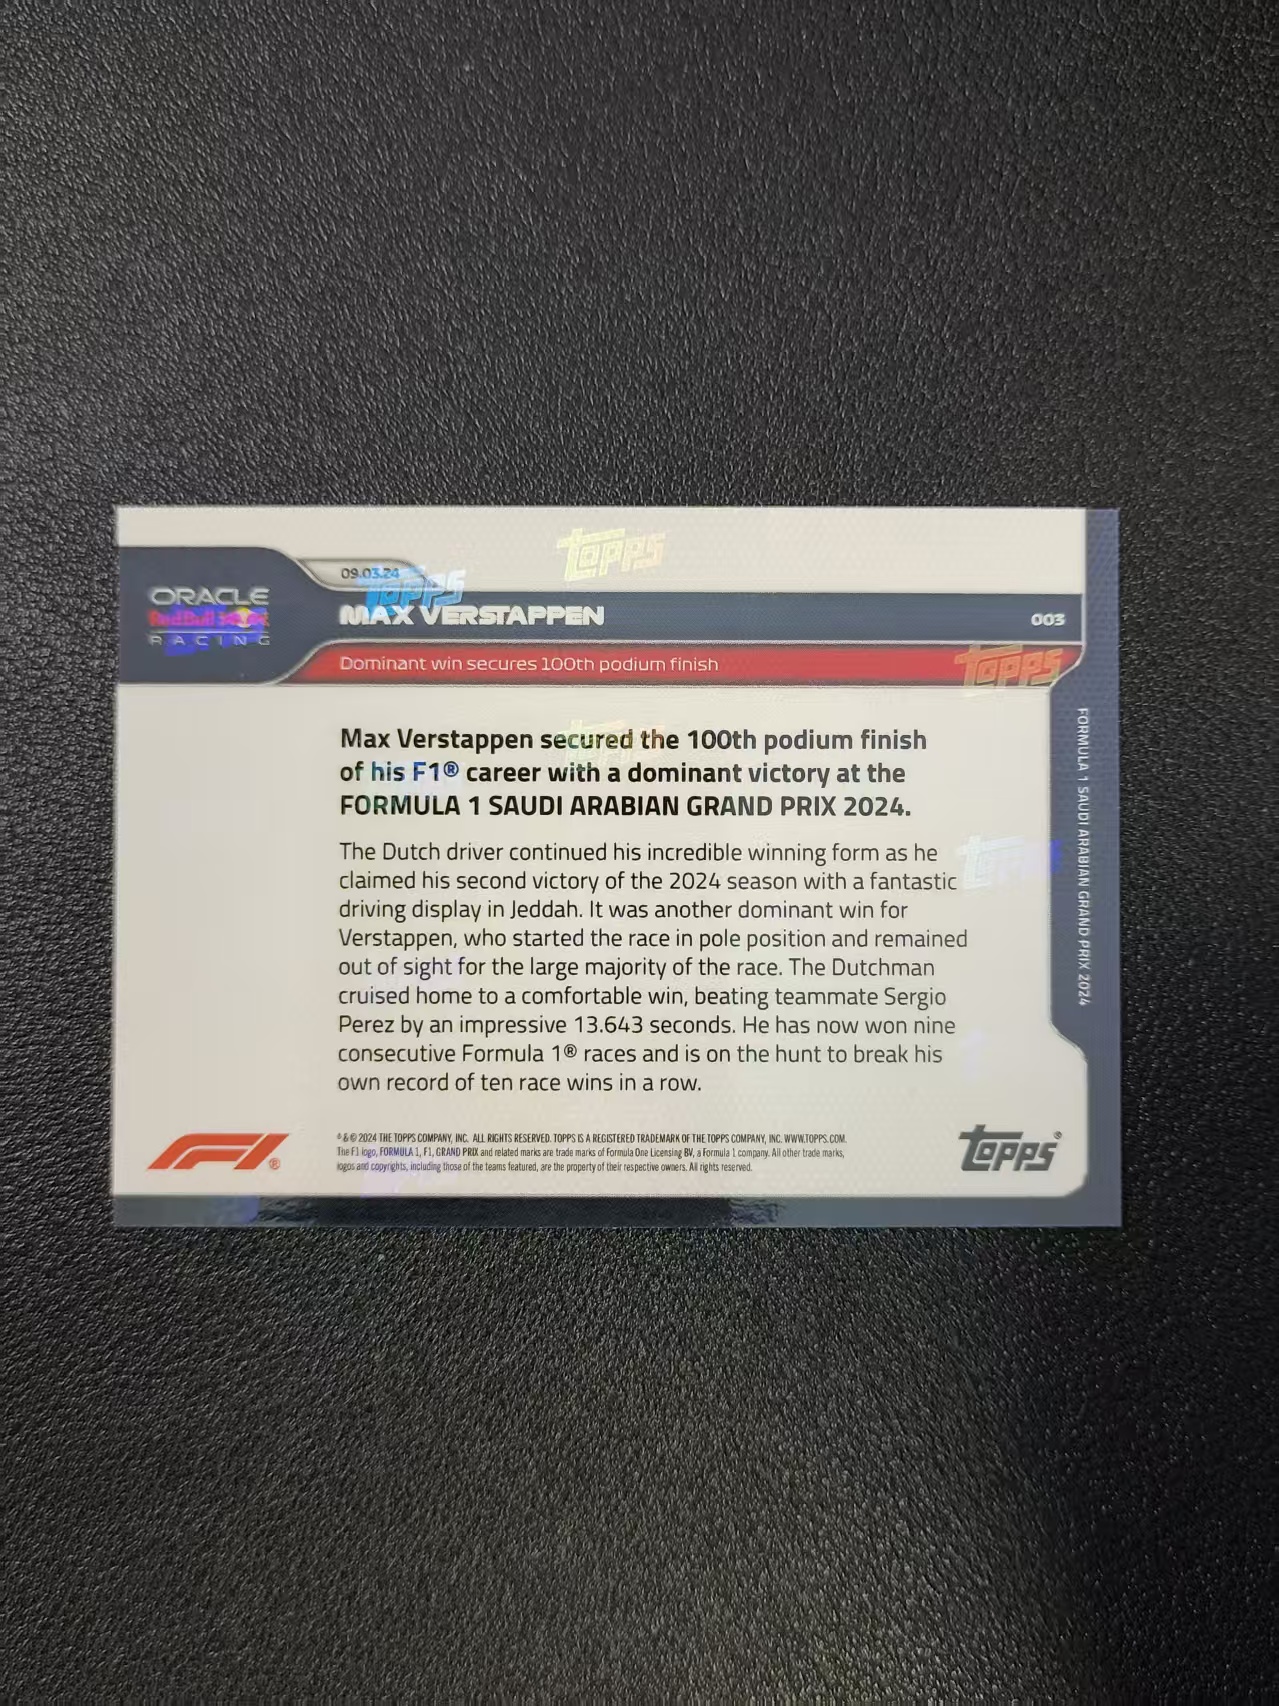 topps
09.03.24
topps
ORACLE
Red Bull
RACING
MAX VERSTAPPEN
003
Dominant win secures 100th podium finish
topps
Max Verstappen secured the 100th podium finish
of his F1® career with a dominant victory at the
FORMULA 1 SAUDI ARABIAN GRAND PRIX 2024.
The Dutch driver continued his incredible winning form as he
claimed his second victory of the 2024 season with a fantastic
driving display in Jeddah. It was another dominant win for
Verstappen, who started the race in pole position and remained
out of sight for the large majority of the race. The Dutchman
cruised home to a comfortable win, beating teammate Sergio
Perez by an impressive 13.643 seconds. He has now won nine
consecutive Formula 1® races and is on the hunt to break his
own record of ten race wins in a row.
topps
FORMULA 1 SAUDI ARABIAN GRAND PRIX 2024
F1®
® & © 2024 THE TOPPS COMPANY, INC. ALL RIGHTS RESERVED. TOPPS IS A REGISTERED TRADEMARK OF THE TOPPS COMPANY, INC. WWW.TOPPS.COM.
The F1 logo, FORMULA 1, F1, GRAND PRIX and related marks are trade marks of Formula One Licensing BV, a Formula 1 company. All other trade marks,
logos and copyrights, including those of the teams featured, are the property of their respective owners. All rights reserved.
topps®